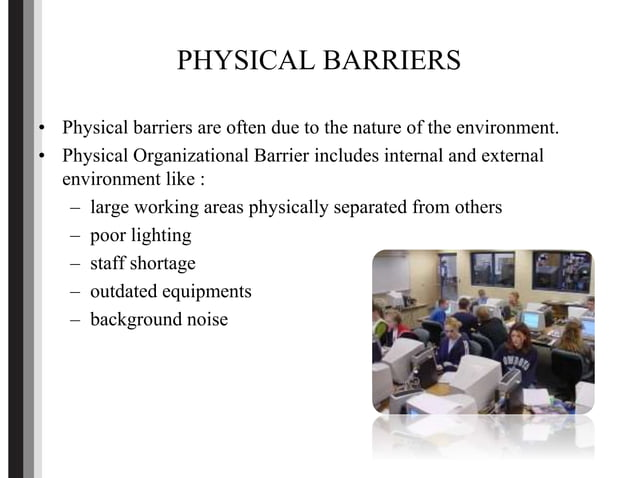 PHYSICAL BARRIERS
• Physical barriers are often due to the nature of the environment.
• Physical Organizational Barrier includes internal and external
environment like :
– large working areas physically separated from others
– poor lighting
– staff shortage
– outdated equipments
– background noise